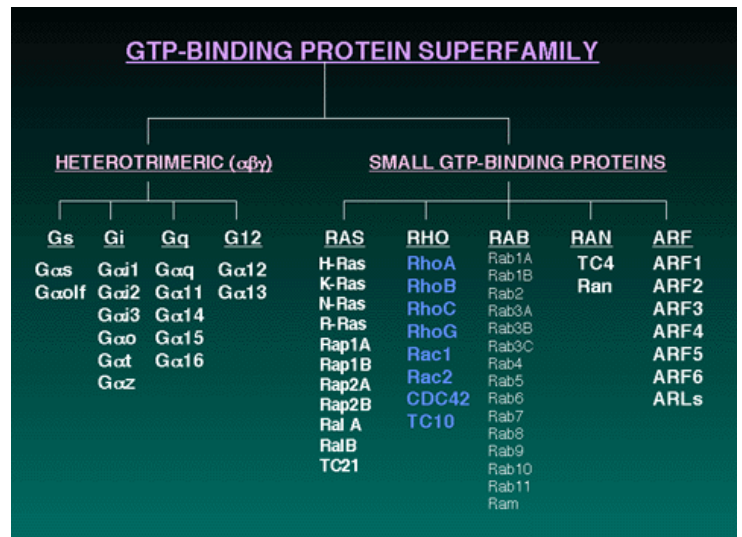 GTP-BINDING PROTEIN SUPERFAMILY
HETEROTRIMERIC (αβγ)
SMALL GTP-BINDING PROTEINS
Gs
Gαs
Gαolf
Gi
Gαi1
Gαi2
Gαi3
Gαo
Gαt
Gαz
Gq
Gαq
Gα11
Gα14
Gα15
Gα16
G12
Gα12
Gα13
RAS
H-Ras
K-Ras
N-Ras
R-Ras
Rap1A
Rap1B
Rap2A
Rap2B
Ral A
RalB
TC21
RHO
RhoA
RhoB
RhoC
RhoG
Rac1
Rac2
CDC42
TC10
RAB
Rab1A
Rab1B
Rab2
Rab3A
Rab3B
Rab3C
Rab4
Rab5
Rab6
Rab7
Rab8
Rab9
Rab10
Rab11
Ram
RAN
TC4
Ran
ARF
ARF1
ARF2
ARF3
ARF4
ARF5
ARF6
ARLs